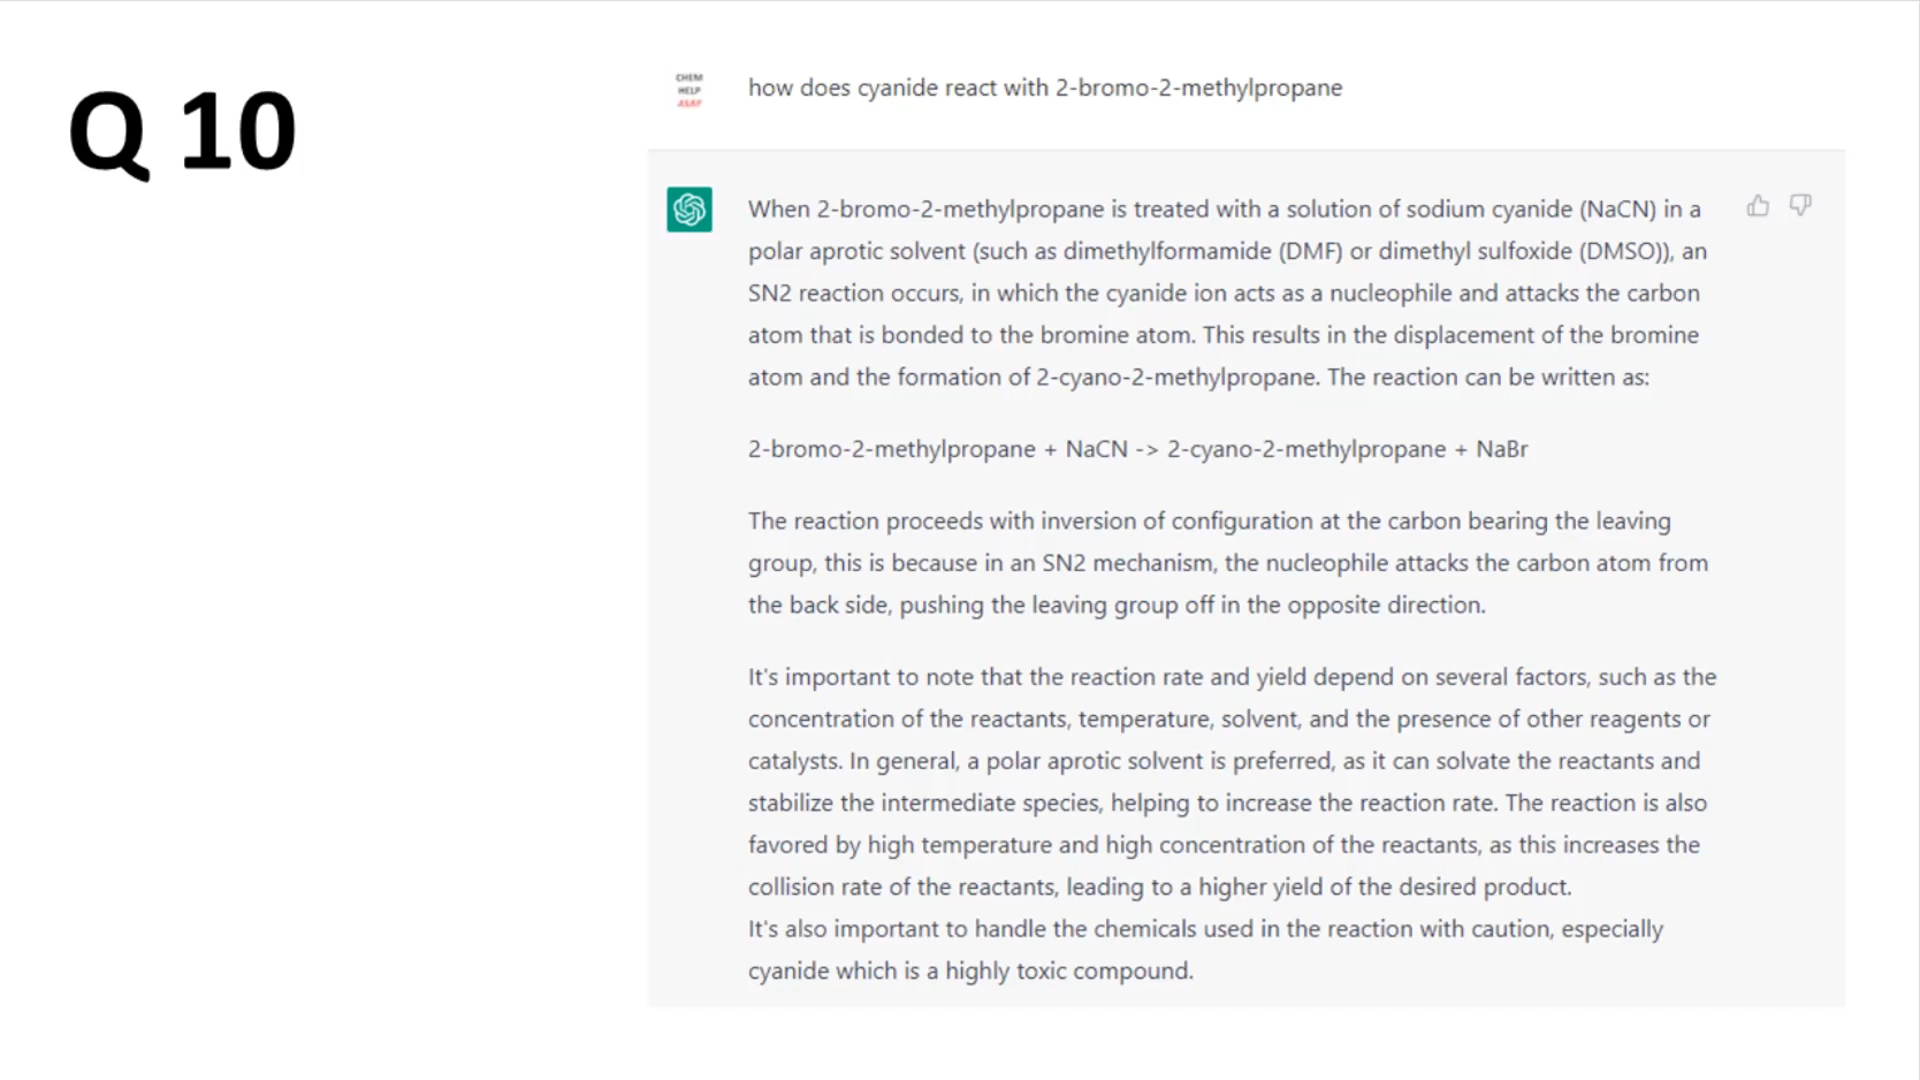 Q 10
CHEM
HELP
ASAP
how does cyanide react with 2-bromo-2-methylpropane
When 2-bromo-2-methylpropane is treated with a solution of sodium cyanide (NaCN) in a
polar aprotic solvent (such as dimethylformamide (DMF) or dimethyl sulfoxide (DMSO)), an
SN2 reaction occurs, in which the cyanide ion acts as a nucleophile and attacks the carbon
atom that is bonded to the bromine atom. This results in the displacement of the bromine
atom and the formation of 2-cyano-2-methylpropane. The reaction can be written as:
2-bromo-2-methylpropane + NaCN -> 2-cyano-2-methylpropane + NaBr
The reaction proceeds with inversion of configuration at the carbon bearing the leaving
group, this is because in an SN2 mechanism, the nucleophile attacks the carbon atom from
the back side, pushing the leaving group off in the opposite direction.
It's important to note that the reaction rate and yield depend on several factors, such as the
concentration of the reactants, temperature, solvent, and the presence of other reagents or
catalysts. In general, a polar aprotic solvent is preferred, as it can solvate the reactants and
stabilize the intermediate species, helping to increase the reaction rate. The reaction is also
favored by high temperature and high concentration of the reactants, as this increases the
collision rate of the reactants, leading to a higher yield of the desired product.
It's also important to handle the chemicals used in the reaction with caution, especially
cyanide which is a highly toxic compound.